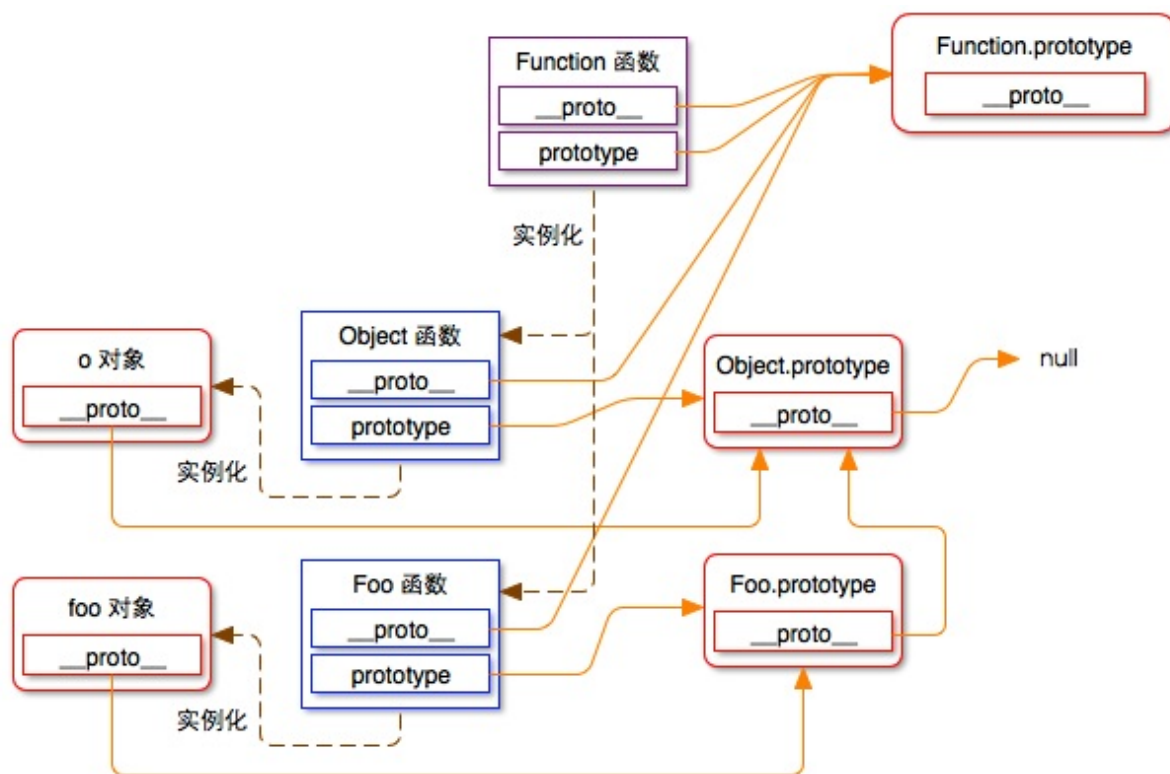 Function 函数
__proto__
prototype
Function.prototype
__proto__
实例化
o 对象
__proto__
Object 函数
__proto__
prototype
Object.prototype
__proto__
null
实例化
foo 对象
__proto__
Foo 函数
__proto__
prototype
Foo.prototype
__proto__
实例化